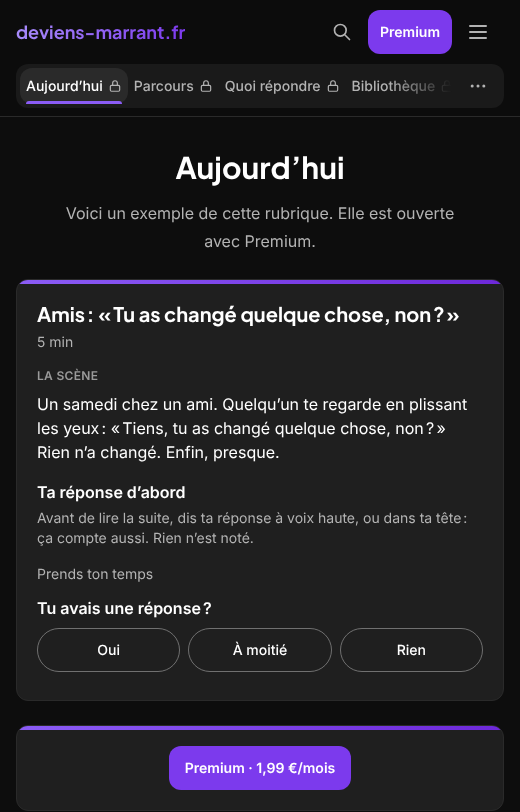 deviens-marrant.fr
Premium
Aujourd’hui
Parcours
Quoi répondre
Bibliothèque
Aujourd’hui
Voici un exemple de cette rubrique. Elle est ouverte
avec Premium.
Amis : « Tu as changé quelque chose, non ? »
5 min
LA SCÈNE
Un samedi chez un ami. Quelqu’un te regarde en plissant
les yeux : « Tiens, tu as changé quelque chose, non ? »
Rien n’a changé. Enfin, presque.
Ta réponse d’abord
Avant de lire la suite, dis ta réponse à voix haute, ou dans ta tête :
ça compte aussi. Rien n’est noté.
Prends ton temps
Tu avais une réponse ?
Oui
À moitié
Rien
Premium · 1,99 €/mois